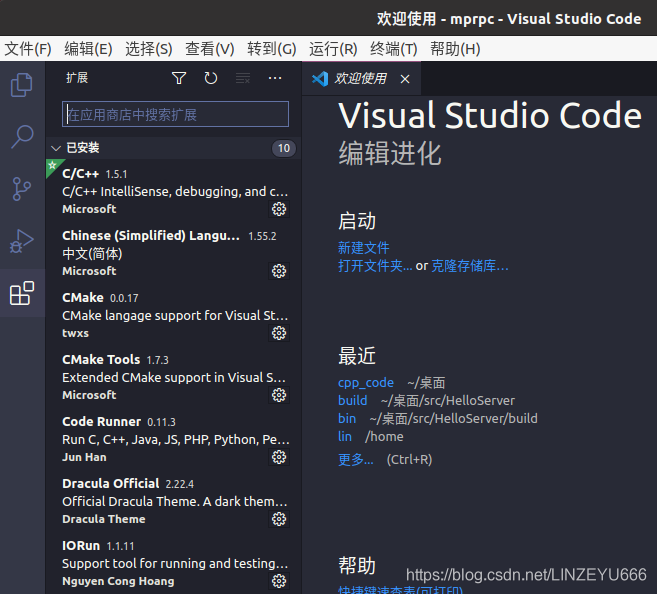 欢迎使用 - mprpc - Visual Studio Code
文件(F) 编辑(E) 选择(S) 查看(V) 转到(G) 运行(R) 终端(T) 帮助(H)
扩展
在应用商店中搜索扩展
已安装 10
C/C++ 1.5.1
C/C++ IntelliSense, debugging, and c...
Microsoft
Chinese (Simplified) Langu... 1.55.2
中文(简体)
Microsoft
CMake 0.0.17
CMake langage support for Visual St...
twxs
CMake Tools 1.7.3
Extended CMake support in Visual S...
Microsoft
Code Runner 0.11.3
Run C, C++, Java, JS, PHP, Python, Pe...
Jun Han
Dracula Official 2.22.4
Official Dracula Theme. A dark them...
Dracula Theme
IORun 1.1.11
Support tool for running and testing...
Nguyen Cong Hoang
欢迎使用
Visual Studio Code
编辑进化
启动
新建文件
打开文件夹... or 克隆存储库...
最近
cpp_code ~/桌面
build ~/桌面/src/HelloServer
bin ~/桌面/src/HelloServer/build
lin /home
更多... (Ctrl+R)
帮助
快捷键速查表(可打印)
https://blog.csdn.net/LINZEYU666